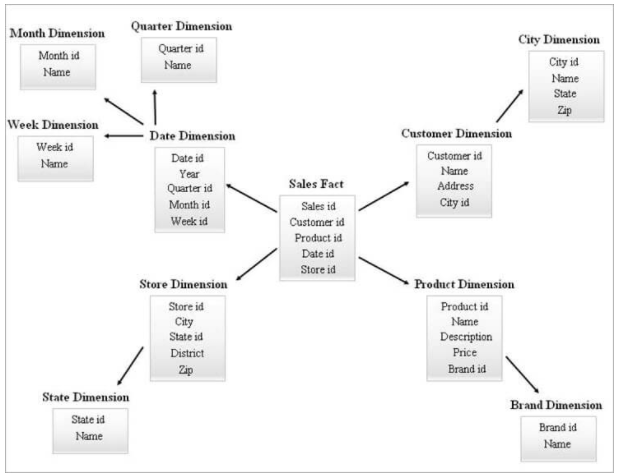 Month Dimension
Month id
Name
Quarter Dimension
Quarter id
Name
Week Dimension
Week id
Name
Date Dimension
Date id
Year
Quarter id
Month id
Week id
City Dimension
City id
Name
State
Zip
Customer Dimension
Customer id
Name
Address
City id
Sales Fact
Sales id
Customer id
Product id
Date id
Store id
Store Dimension
Store id
City
State id
District
Zip
Product Dimension
Product id
Name
Description
Price
Brand id
State Dimension
State id
Name
Brand Dimension
Brand id
Name